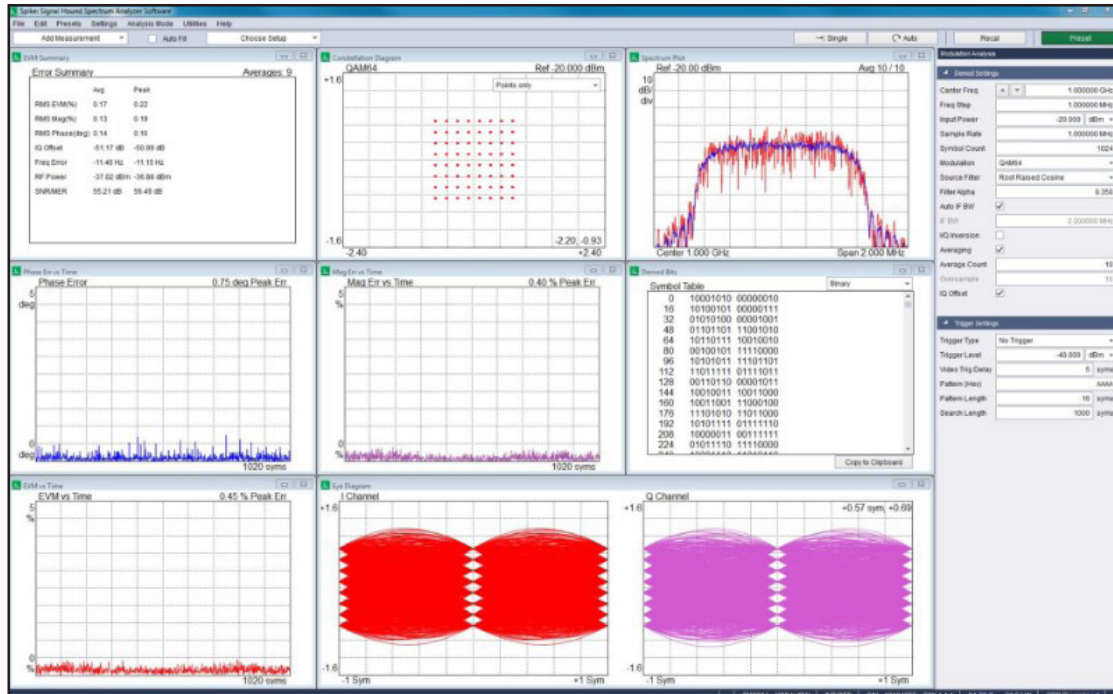 Spike: Signal Hound Spectrum Analyzer Software
File Edit Presets Settings Analysis Mode Utilities Help
Add Measurement Auto Fit Choose Setup Single Auto Recal Preset
EVM Summary
Error Summary Averages: 9
Avg Peak
RMS EVM(%) 0.17 0.22
RMS Mag(%) 0.13 0.19
RMS Phase(deg) 0.14 0.16
IQ Offset -51.17 dB -50.99 dB
Freq Error -11.46 Hz -11.15 Hz
RF Power -37.02 dBm -36.88 dBm
SNR/MER 55.21 dB
Constellation Diagram
QAM64 Ref -20.000 dBm
Points only
+1.6
-1.6
-2.20, -0.93
-2.40 +2.40
Spectrum Plot
Ref -20.00 dBm Avg 10 / 10
10
dB/
div
Center 1.000 GHz Span 2.000 MHz
Phase Err vs Time
Phase Error 0.75 deg Peak Err
5
deg
0
deg
1020 syms
Mag Err vs Time
Mag Err vs Time 0.40 % Peak Err
5
%
0
%
1020 syms
Demod Bits
Symbol Table Binary
0 10001010 00000010
16 10100101 00000111
32 01010100 00001001
48 01101101 11001010
64 10110111 10010010
80 00100101 11110000
96 10101011 11101101
112 11011111 01111011
128 00110110 00001011
144 10010011 10011000
160 10011001 11000100
176 11101010 11011000
192 10101111 01111110
208 10000011 00111111
224 01011110 11110000
Copy to Clipboard
EVM vs Time
EVM vs Time 0.45 % Peak Err
5
%
0
%
1020 syms
Eye Diagram
I Channel
+1.6
-1.6
-1 Sym +1 Sym
Q Channel +0.57 sym, +0.69
+1.6
-1.6
-1 Sym +1 Sym
Modulation Analysis
Demod Settings
Center Freq 1.000000 GHz
Freq Step 1.000000 MHz
Input Power -20.000 dBm
Sample Rate 1.000000 MHz
Symbol Count 1024
Modulation QAM64
Source Filter Root Raised Cosine
Filter Alpha 0.350
Auto IF BW
IF BW 2.000000 MHz
I/Q Inversion
Averaging
Average Count 10
Oversample 16
IQ Offset
Trigger Settings
Trigger Type No Trigger
Trigger Level -40.000 dBm
Video Trig Delay 5 syms
Pattern (Hex) AAAA
Pattern Length 16 syms
Search Length 1000 syms